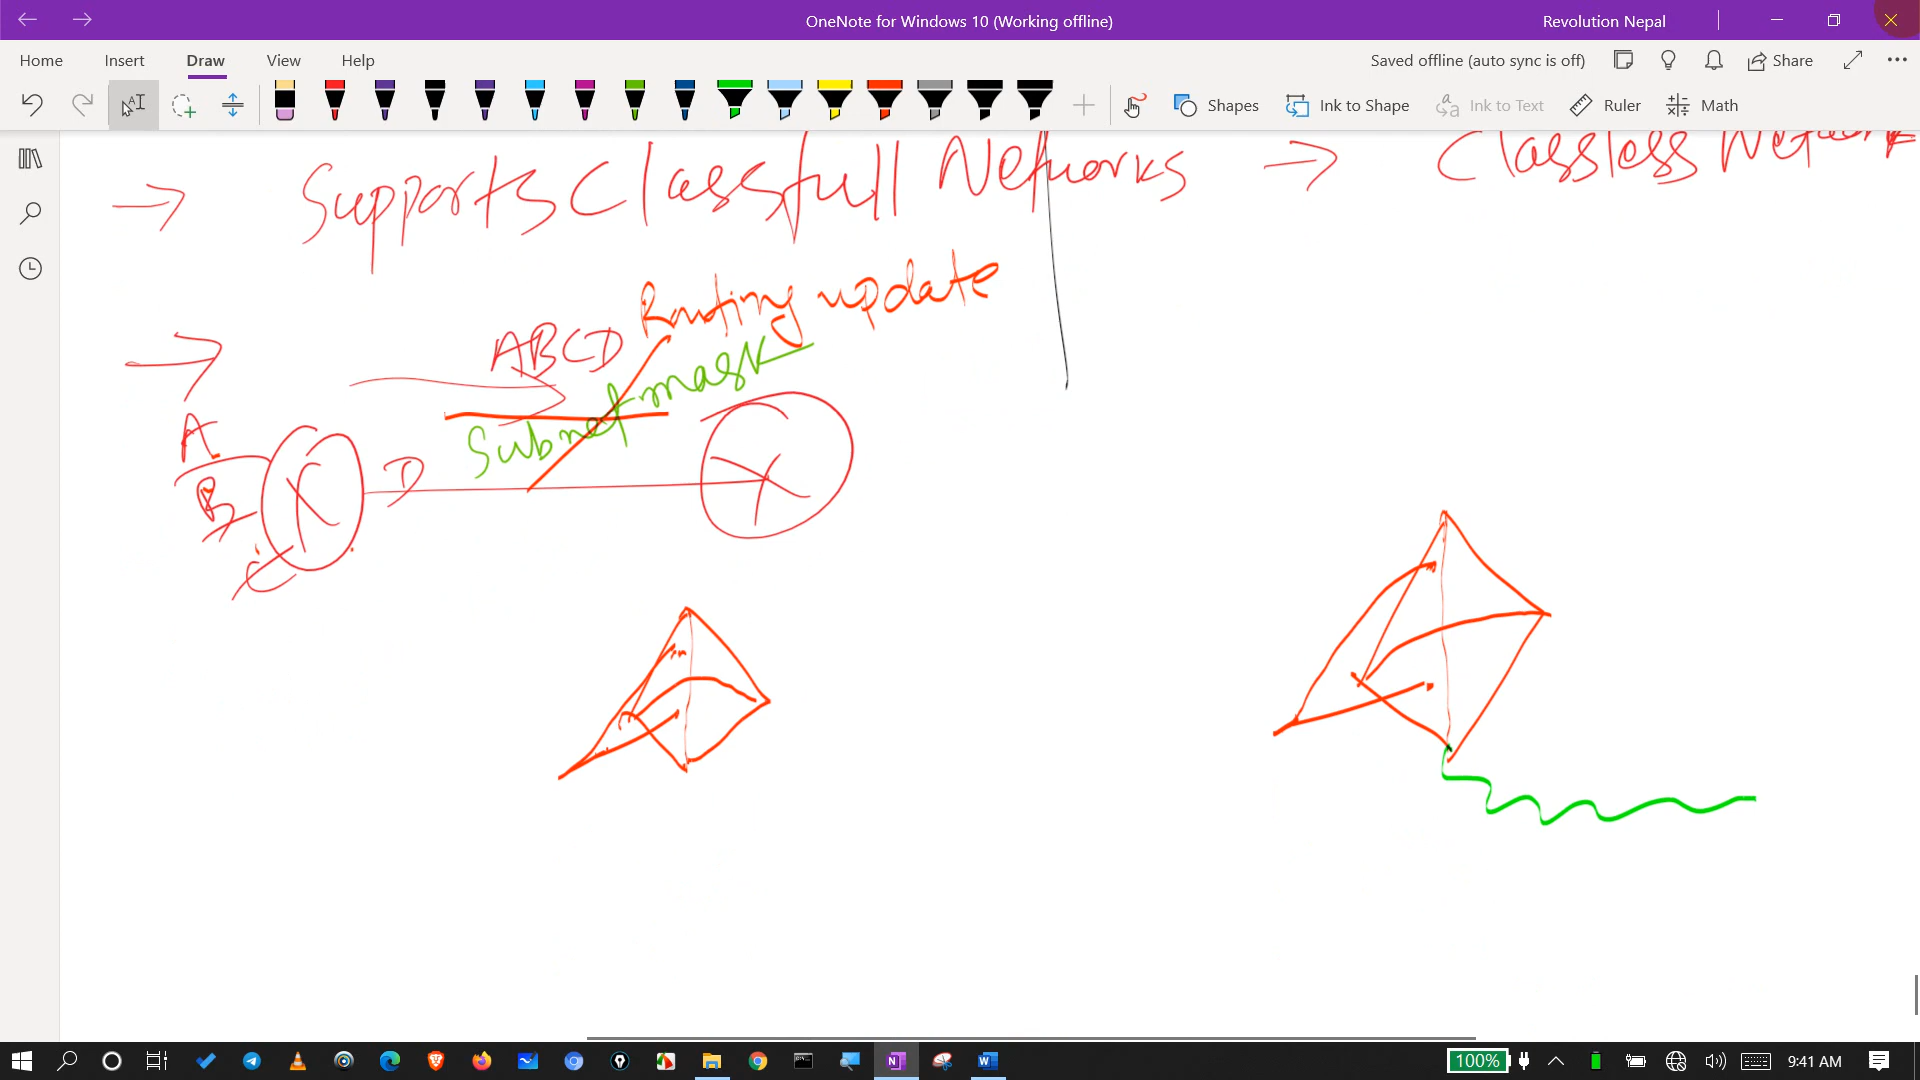 OneNote for Windows 10 (Working offline)
Revolution Nepal
Home Insert Draw View Help
Saved offline (auto sync is off)
Share
Shapes
Ink to Shape
Ink to Text
Ruler
Math
→ Supports Classfull Networks → Classless Network
→ ABCD Routing update
Subnet mask
A
B
C
X
D
X
100%
9:41 AM